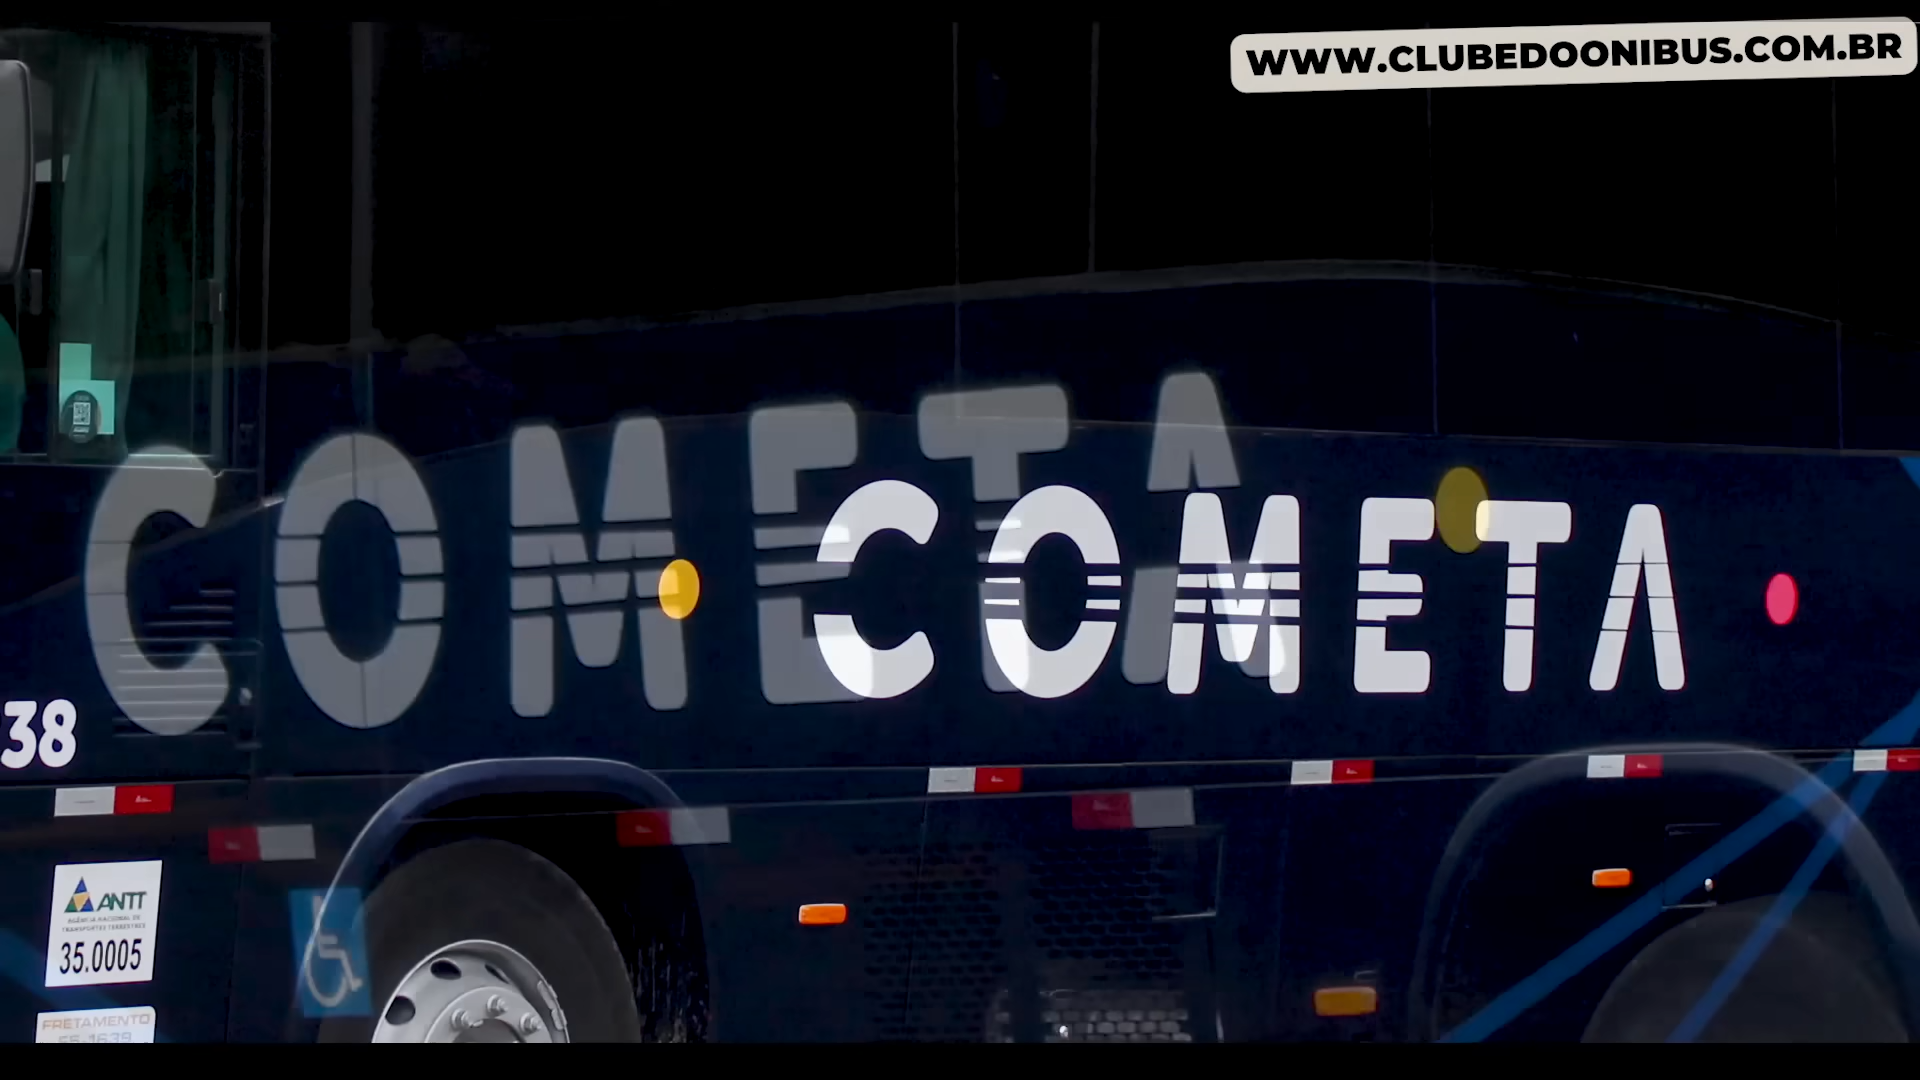 WWW.CLUBEDOONIBUS.COM.BR
COMETA
COMETA
38
ANTT
AGÊNCIA NACIONAL DE
TRANSPORTES TERRESTRES
35.0005
FRETAMENTO